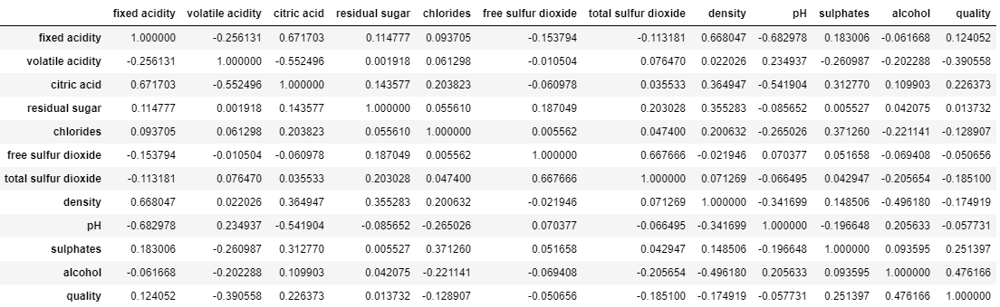 fixed acidity volatile acidity citric acid residual sugar chlorides free sulfur dioxide total sulfur dioxide density pH sulphates alcohol quality
fixed acidity 1.000000 -0.256131 0.671703 0.114777 0.093705 -0.153794 -0.113181 0.668047 -0.682978 0.183006 -0.061668 0.124052
volatile acidity -0.256131 1.000000 -0.552496 0.001918 0.061298 -0.010504 0.076470 0.022026 0.234937 -0.260987 -0.202288 -0.390558
citric acid 0.671703 -0.552496 1.000000 0.143577 0.203823 -0.060978 0.035533 0.364947 -0.541904 0.312770 0.109903 0.226373
residual sugar 0.114777 0.001918 0.143577 1.000000 0.055610 0.187049 0.203028 0.355283 -0.085652 0.005527 0.042075 0.013732
chlorides 0.093705 0.061298 0.203823 0.055610 1.000000 0.005562 0.047400 0.200632 -0.265026 0.371260 -0.221141 -0.128907
free sulfur dioxide -0.153794 -0.010504 -0.060978 0.187049 0.005562 1.000000 0.667666 -0.021946 0.070377 0.051658 -0.069408 -0.050656
total sulfur dioxide -0.113181 0.076470 0.035533 0.203028 0.047400 0.667666 1.000000 0.071269 -0.066495 0.042947 -0.205654 -0.185100
density 0.668047 0.022026 0.364947 0.355283 0.200632 -0.021946 0.071269 1.000000 -0.341699 0.148506 -0.496180 -0.174919
pH -0.682978 0.234937 -0.541904 -0.085652 -0.265026 0.070377 -0.066495 -0.341699 1.000000 -0.196648 0.205633 -0.057731
sulphates 0.183006 -0.260987 0.312770 0.005527 0.371260 0.051658 0.042947 0.148506 -0.196648 1.000000 0.093595 0.251397
alcohol -0.061668 -0.202288 0.109903 0.042075 -0.221141 -0.069408 -0.205654 -0.496180 0.205633 0.093595 1.000000 0.476166
quality 0.124052 -0.390558 0.226373 0.013732 -0.128907 -0.050656 -0.185100 -0.174919 -0.057731 0.251397 0.476166 1.000000